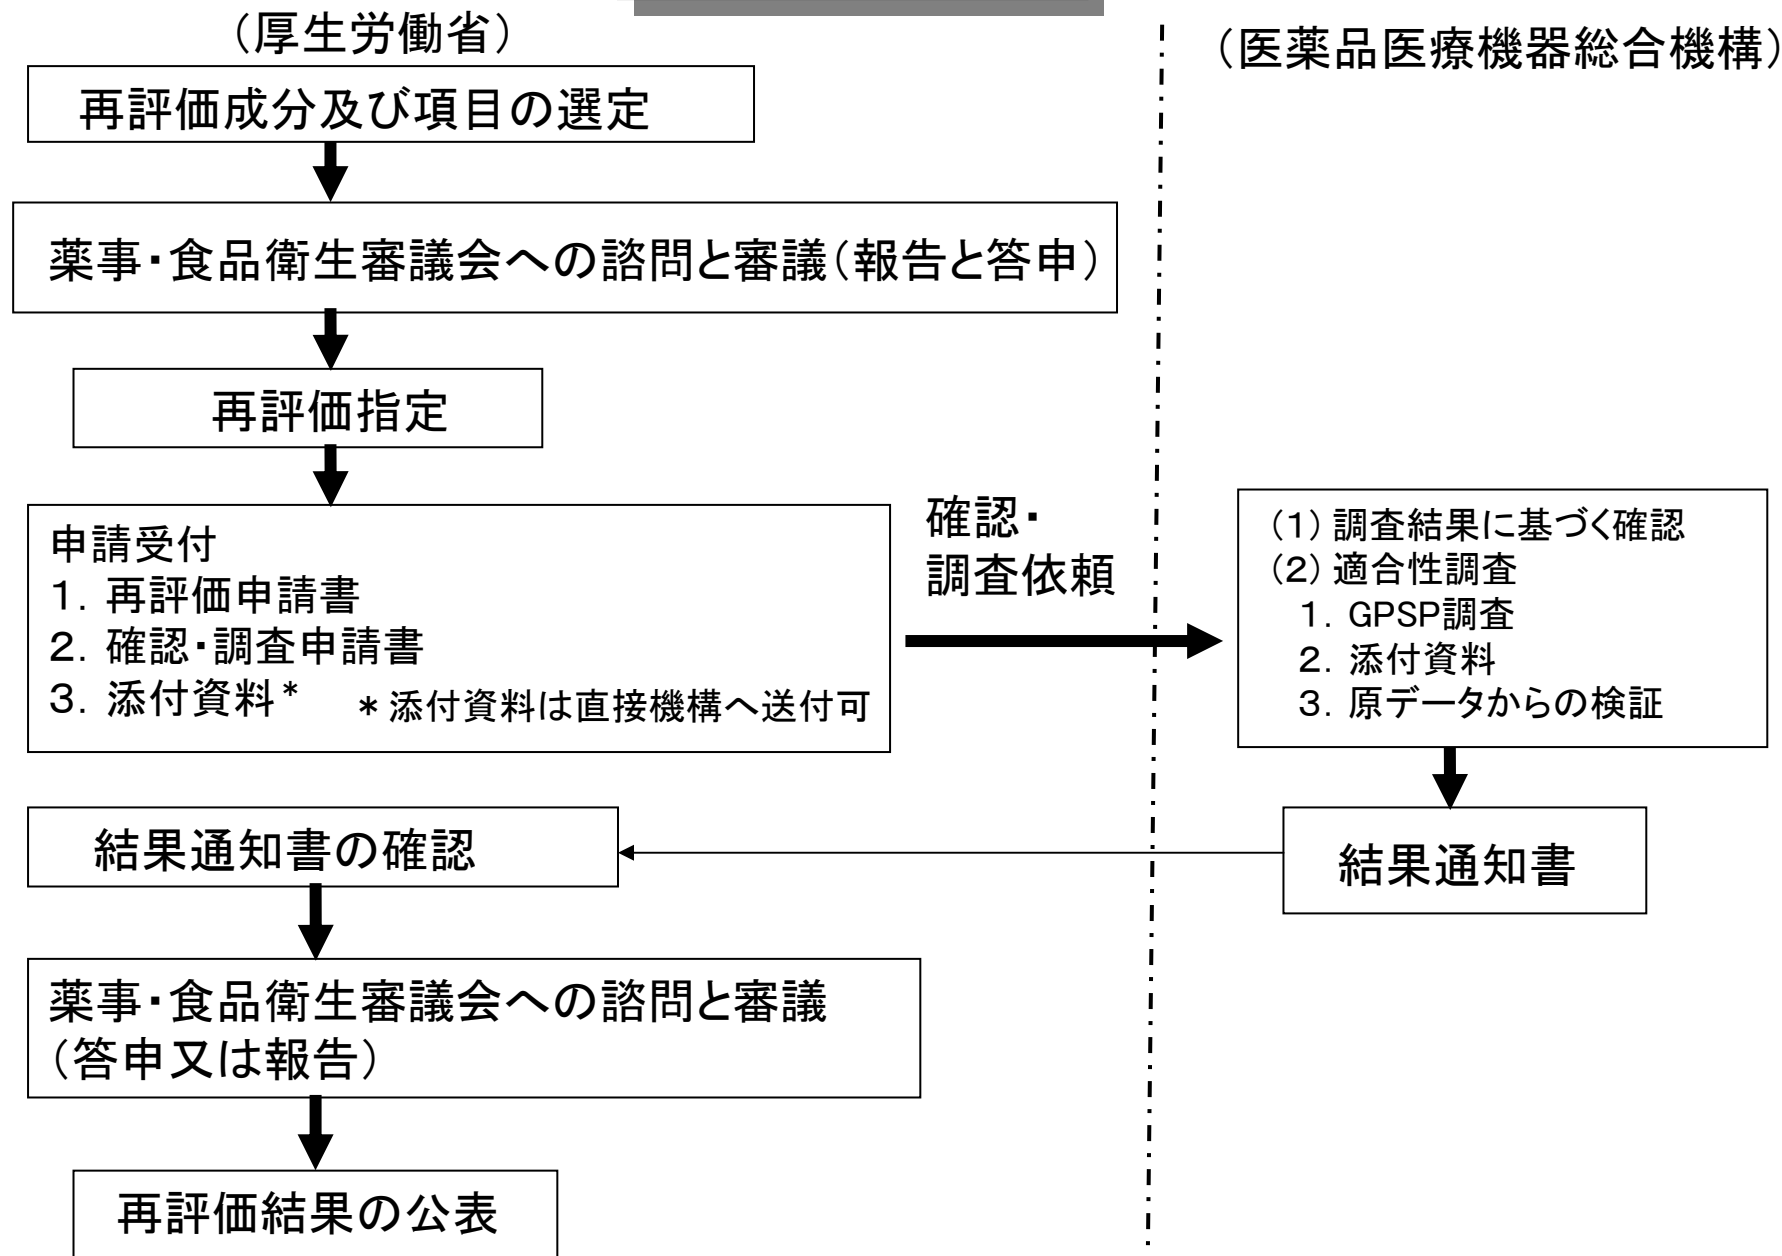 （厚生労働省）
（医薬品医療機器総合機構）
再評価成分及び項目の選定
薬事・食品衛生審議会への諮問と審議（報告と答申）
再評価指定
申請受付
１．再評価申請書
２．確認・調査申請書
３．添付資料＊　＊添付資料は直接機構へ送付可
確認・
調査依頼
（１）調査結果に基づく確認
（２）適合性調査
１．GPSP調査
２．添付資料
３．原データからの検証
結果通知書
結果通知書の確認
薬事・食品衛生審議会への諮問と審議
（答申又は報告）
再評価結果の公表